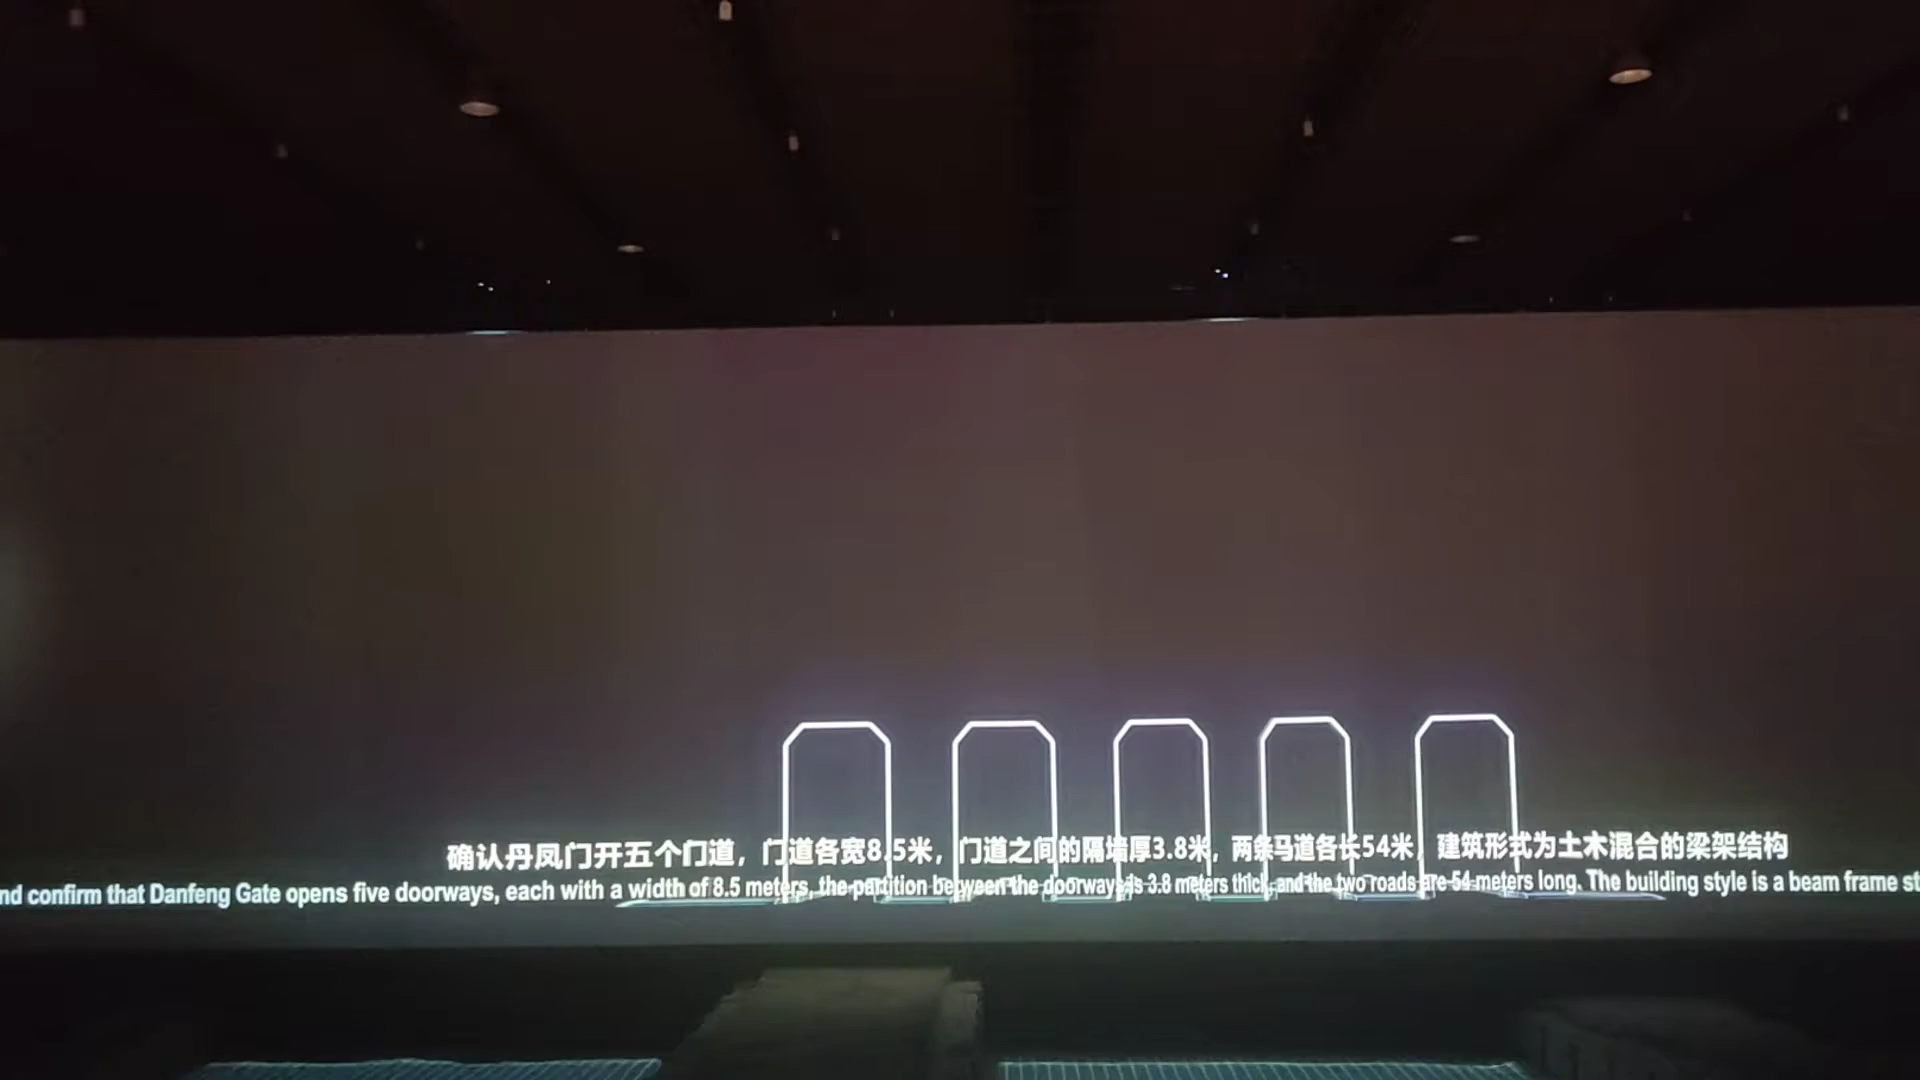 确认丹凤门开五个门道，门道各宽8.5米，门道之间的隔墙厚3.8米，两条马道各长54米，建筑形式为土木混合的梁架结构
nd confirm that Danfeng Gate opens five doorways, each with a width of 8.5 meters, the partition between the doorways is 3.8 meters thick, and the two roads are 54 meters long. The building style is a beam frame st